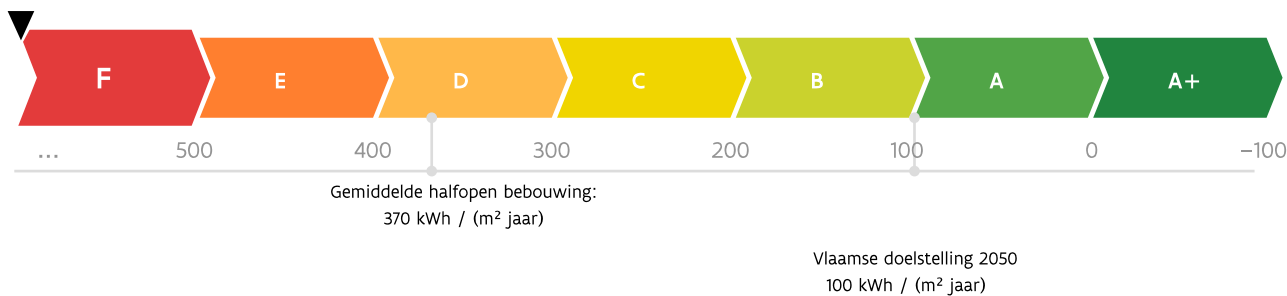 F E D C B A A+
... 500 400 300 200 100 0 –100
Gemiddelde halfopen bebouwing:
370 kWh / (m² jaar)
Vlaamse doelstelling 2050
100 kWh / (m² jaar)